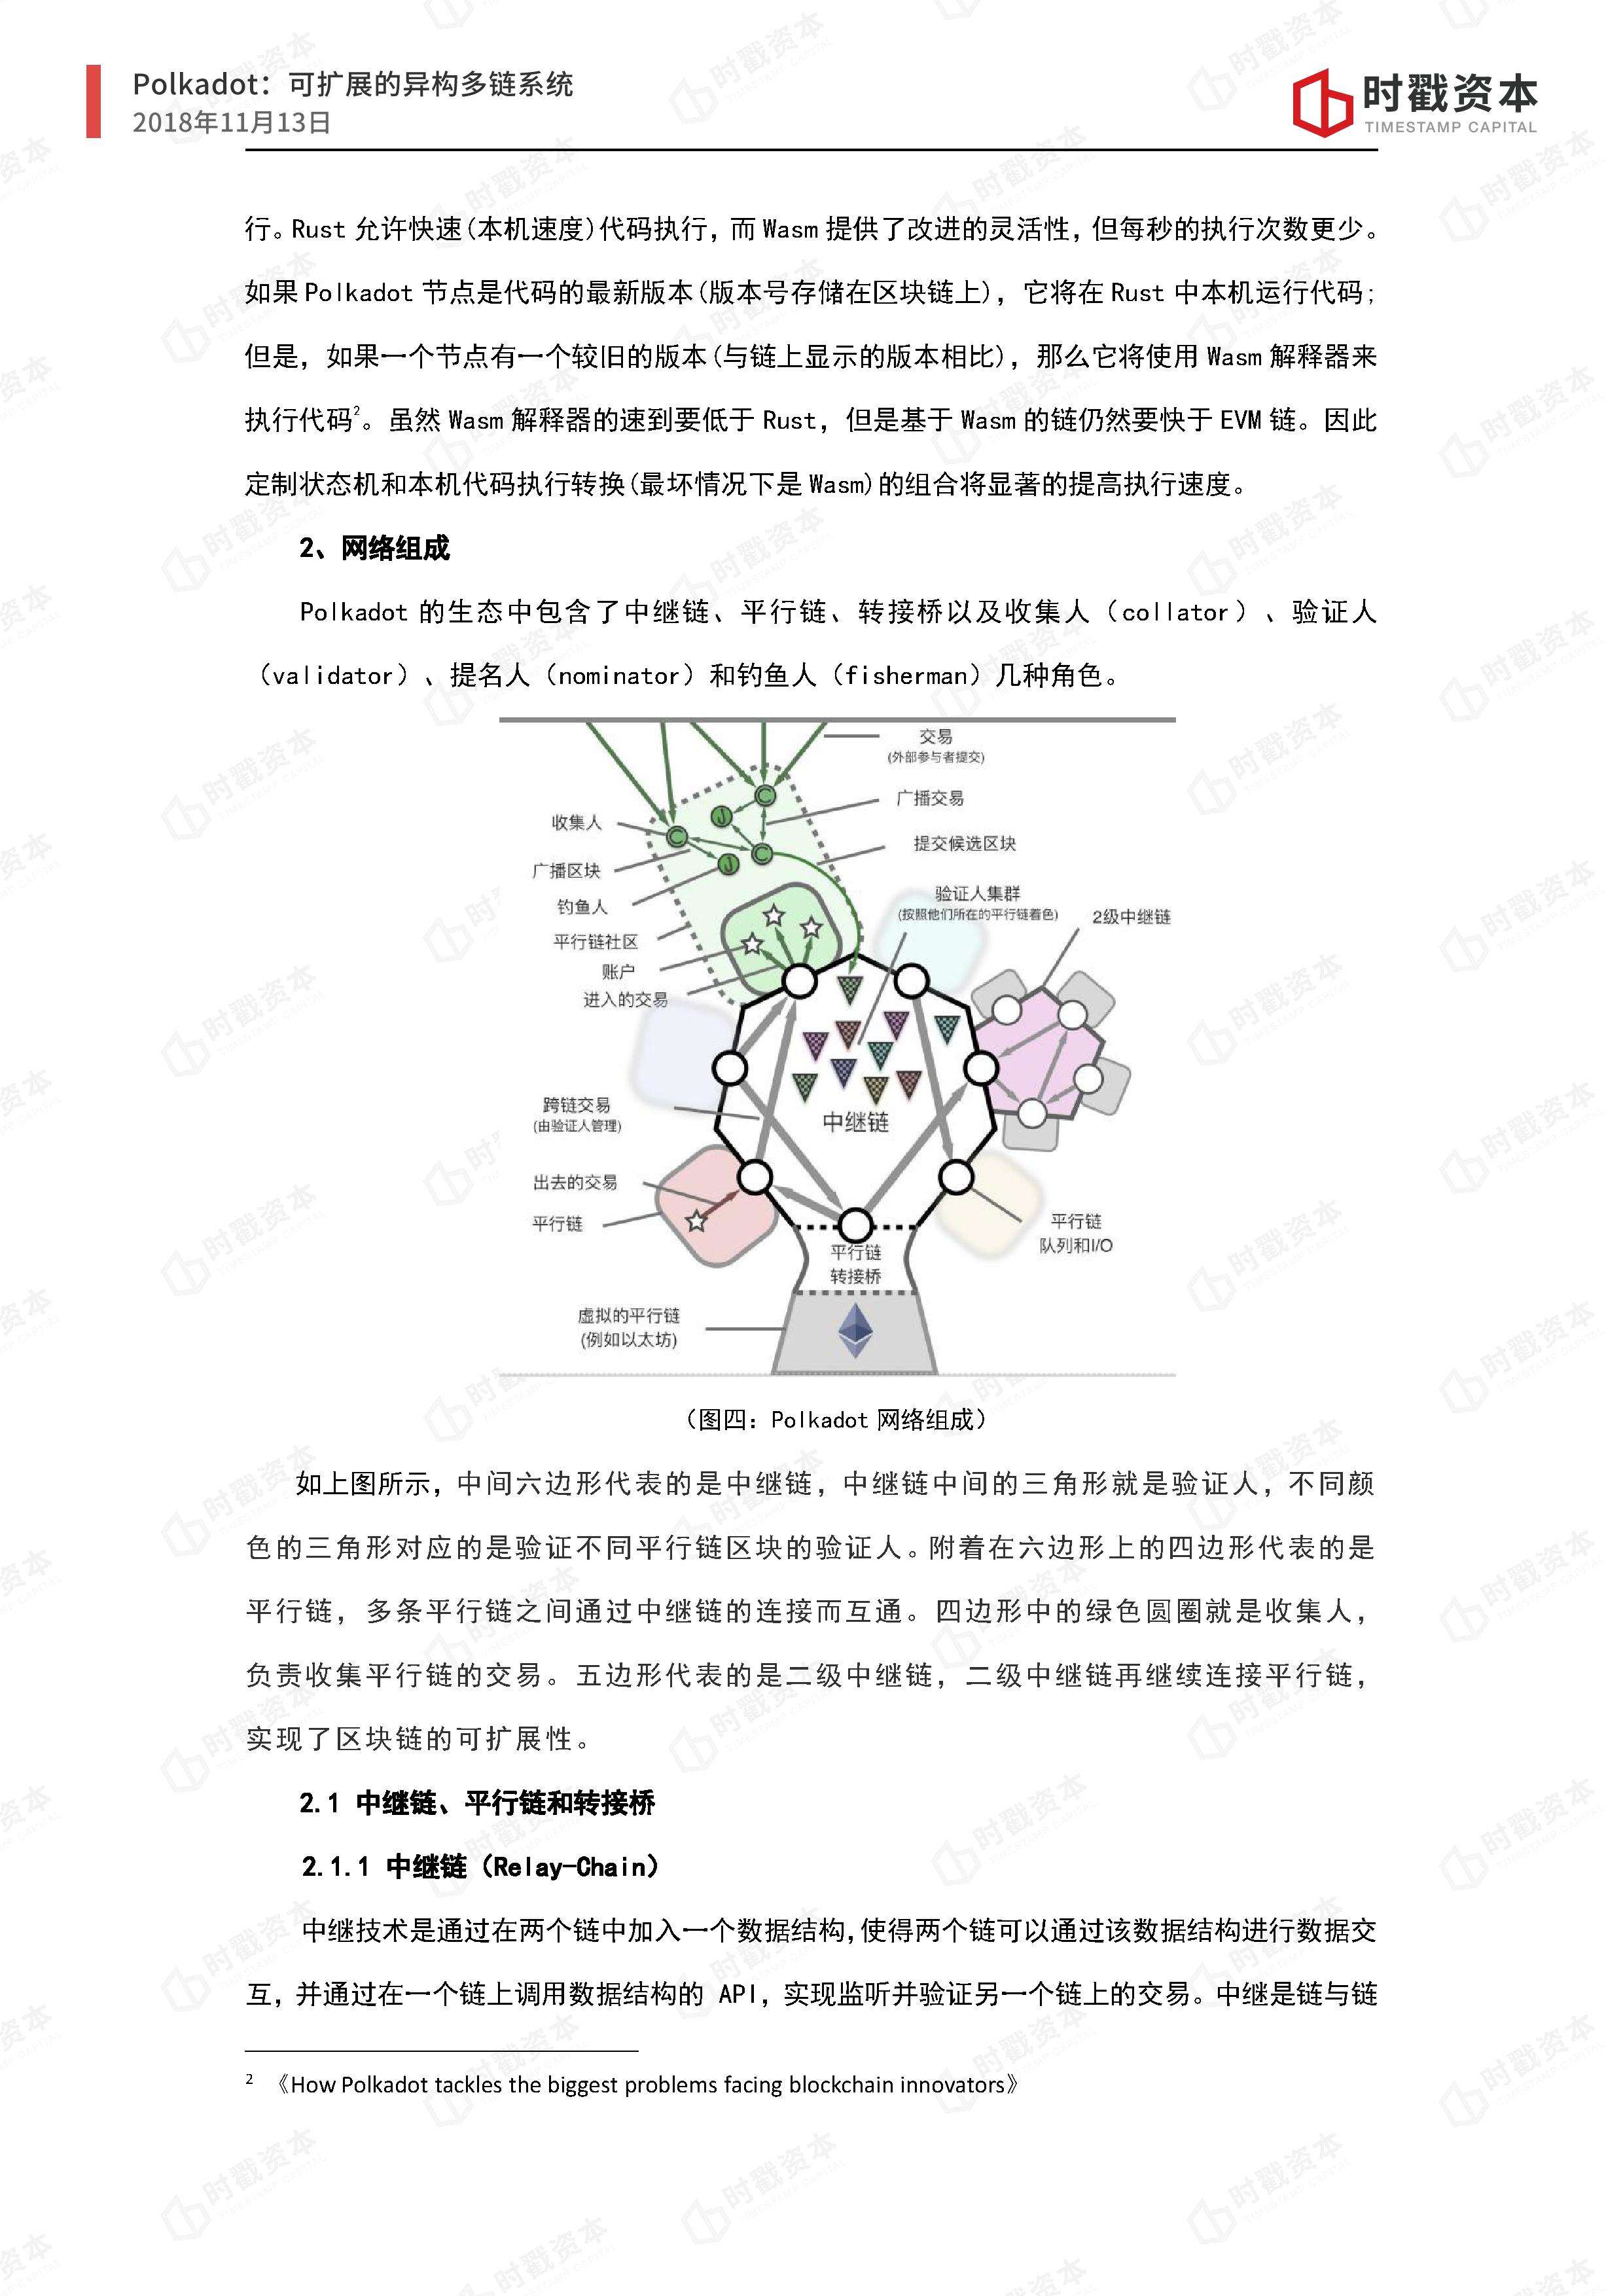 Polkadot：可扩展的异构多链系统
2018年11月13日
时戳资本
TIMESTAMP CAPITAL
行。Rust 允许快速(本机速度)代码执行，而 Wasm 提供了改进的灵活性，但每秒的执行次数更少。
如果 Polkadot 节点是代码的最新版本(版本号存储在区块链上)，它将在 Rust 中本机运行代码；
但是，如果一个节点有一个较旧的版本(与链上显示的版本相比)，那么它将使用 Wasm 解释器来
执行代码2。虽然 Wasm 解释器的速到要低于 Rust，但是基于 Wasm 的链仍然要快于 EVM 链。因此
定制状态机和本机代码执行转换(最坏情况下是 Wasm)的组合将显著的提高执行速度。
2、网络组成
Polkadot 的生态中包含了中继链、平行链、转接桥以及收集人（collator）、验证人
（validator）、提名人（nominator）和钓鱼人（fisherman）几种角色。
交易
(外部参与者提交)
广播交易
收集人
提交候选区块
广播区块
验证人集群
(按照他们所在的平行链着色)
钓鱼人
2级中继链
平行链社区
账户
进入的交易
跨链交易
(由验证人管理)
中继链
出去的交易
平行链
平行链
队列和I/O
平行链
转接桥
虚拟的平行链
(例如以太坊)
（图四：Polkadot 网络组成）
如上图所示，中间六边形代表的是中继链，中继链中间的三角形就是验证人，不同颜
色的三角形对应的是验证不同平行链区块的验证人。附着在六边形上的四边形代表的是
平行链，多条平行链之间通过中继链的连接而互通。四边形中的绿色圆圈就是收集人，
负责收集平行链的交易。五边形代表的是二级中继链，二级中继链再继续连接平行链，
实现了区块链的可扩展性。
2.1 中继链、平行链和转接桥
2.1.1 中继链（Relay-Chain）
中继技术是通过在两个链中加入一个数据结构，使得两个链可以通过该数据结构进行数据交
互，并通过在一个链上调用数据结构的 API，实现监听并验证另一个链上的交易。中继是链与链
2 《How Polkadot tackles the biggest problems facing blockchain innovators》